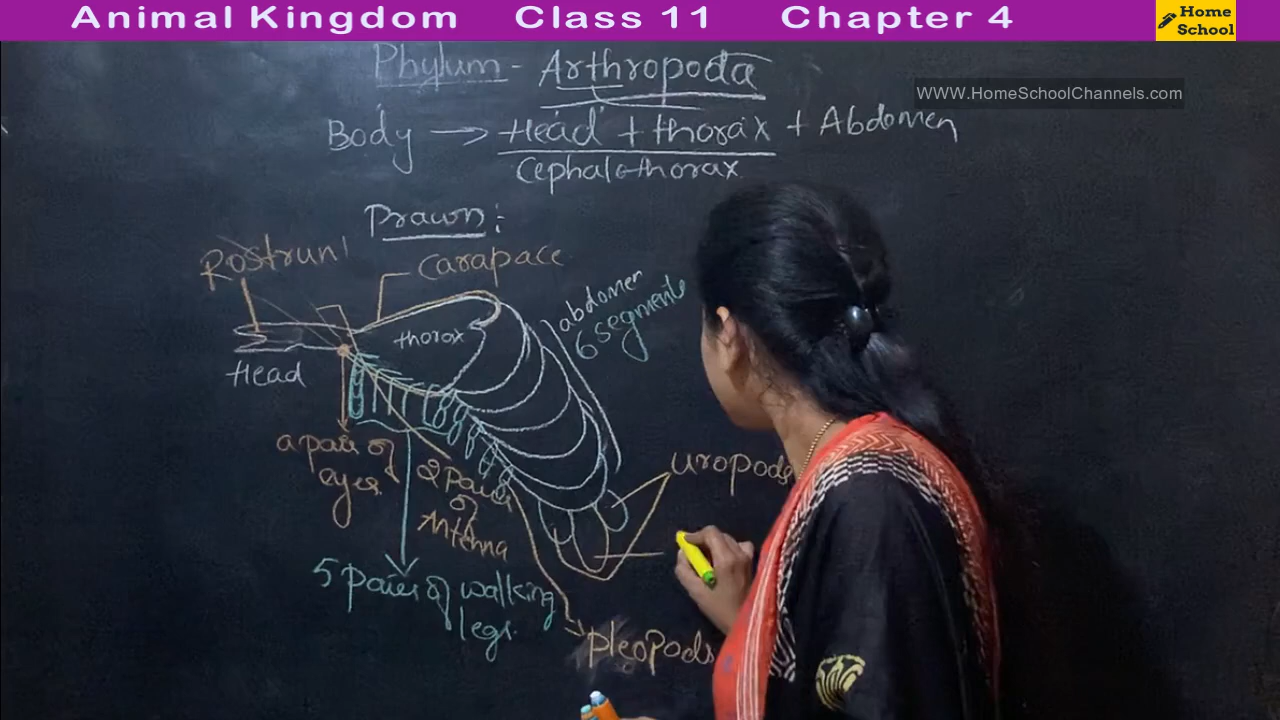 Animal Kingdom Class 11 Chapter 4
Home School
WWW.HomeSchoolChannels.com
Phylum - Arthropoda
Body → Head + thorax + Abdomen
Cephalothorax
Prawn :
Rostrum
Carapace
thorax
abdomen
6 segments
Head
a pair of eyes
2 Pairs of Antenna
5 pairs of walking legs.
uropods
pleopods